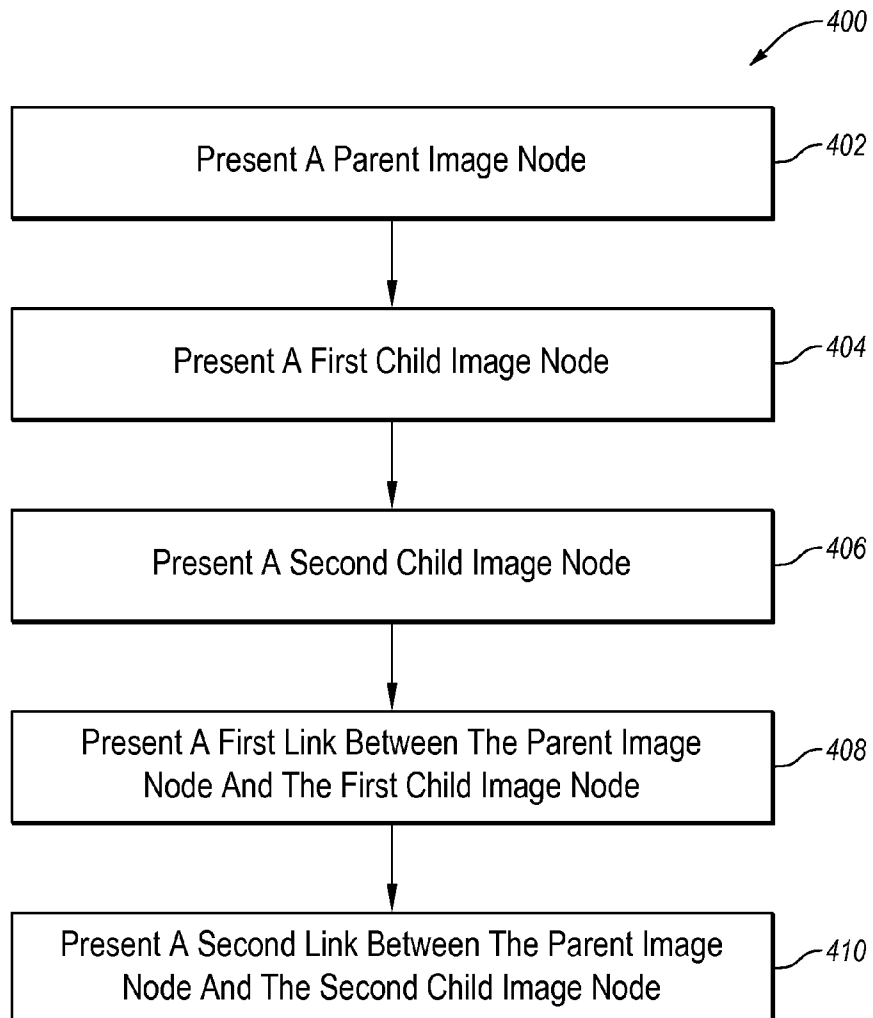 400
Present A Parent Image Node
402
Present A First Child Image Node
404
Present A Second Child Image Node
406
Present A First Link Between The Parent Image
Node And The First Child Image Node
408
Present A Second Link Between The Parent Image
Node And The Second Child Image Node
410